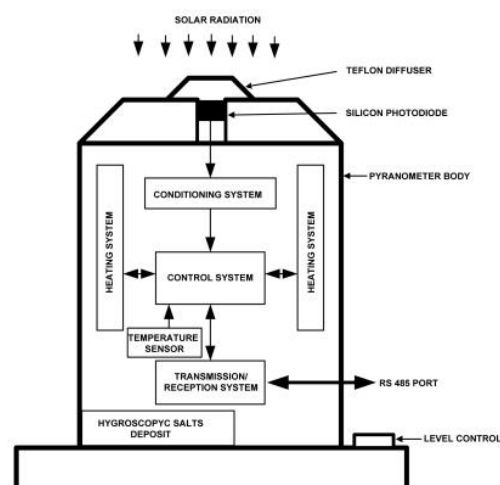 SOLAR RADIATION
TEFLON DIFFUSER
SILICON PHOTODIODE
PYRANOMETER BODY
CONDITIONING SYSTEM
HEATING SYSTEM
HEATING SYSTEM
CONTROL SYSTEM
TEMPERATURE
SENSOR
TRANSMISSION/
RECEPTION SYSTEM
RS 485 PORT
HYGROSCOPYC SALTS
DEPOSIT
LEVEL CONTROL